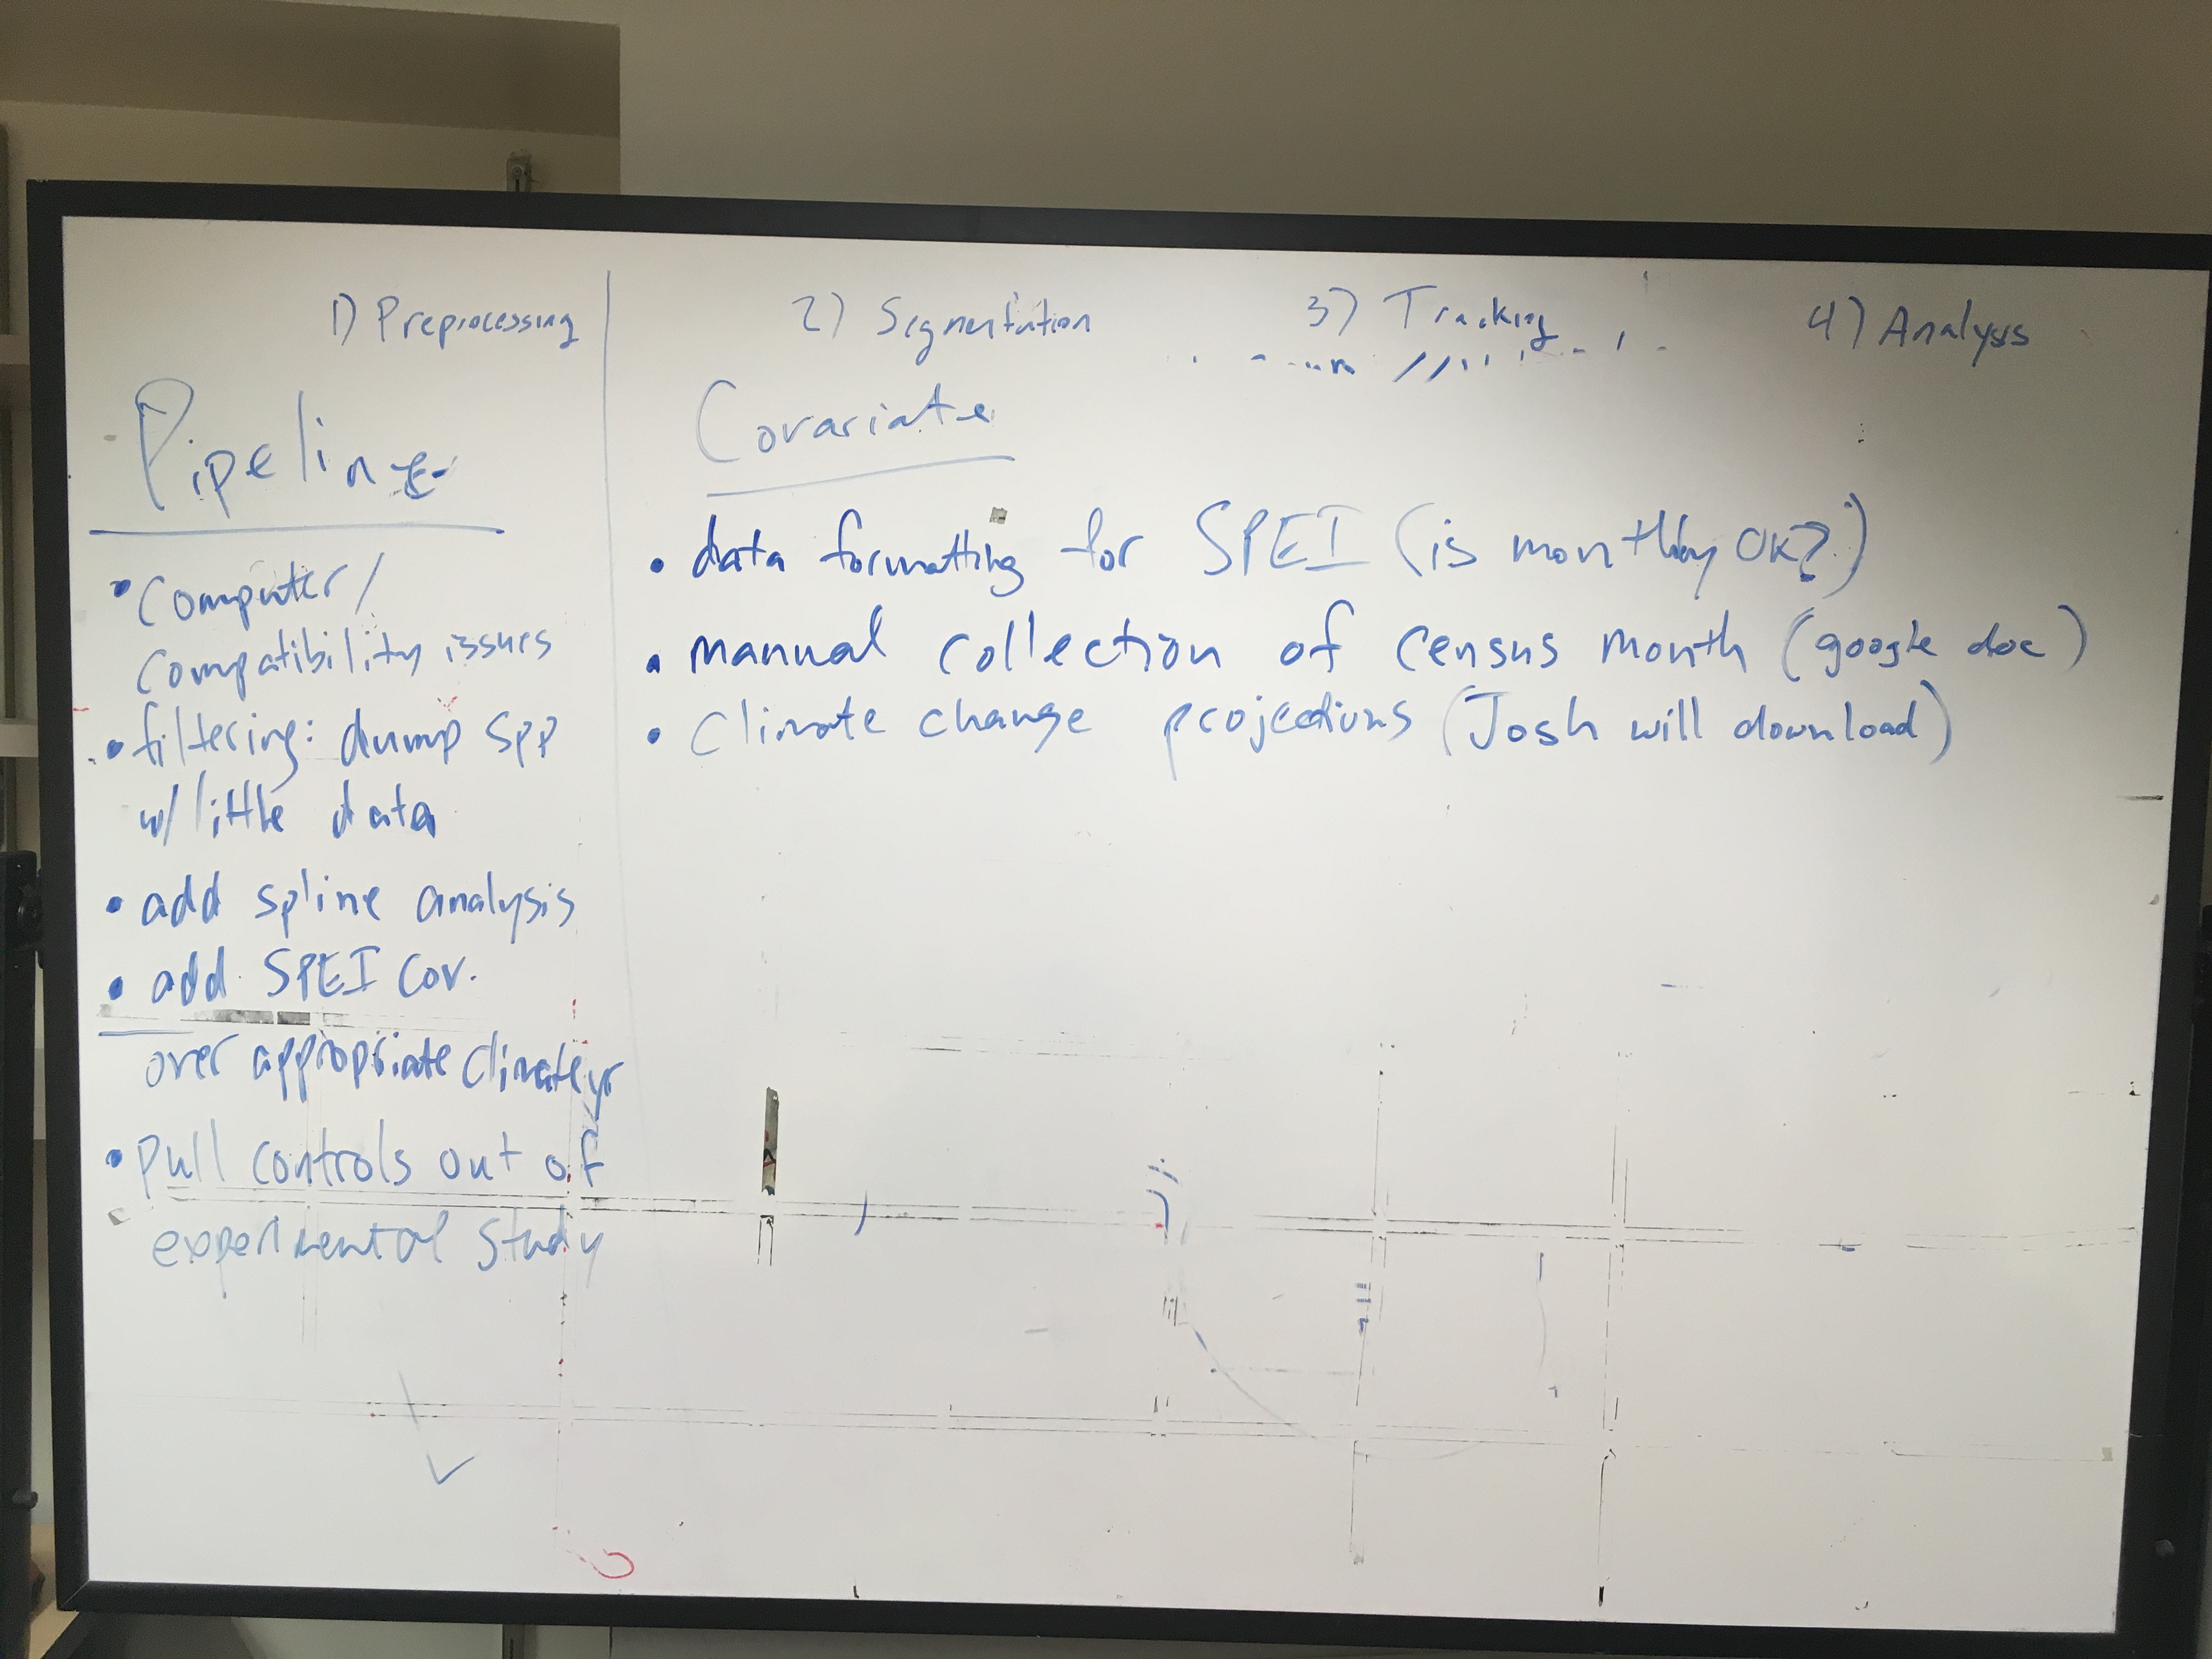 1) Preprocessing
2) Segmentation
3) Tracking
4) Analysis
Pipeline
• Computer/
compatibility issues
• filtering: dump spp
w/ little data
• add spline analysis
• add SPEI cov.
over appropriate climate yr
• Pull controls out of
experimental study
Covariate
• data formatting for SPEI (is monthly OK?)
• manual collection of census month (google doc)
• Climate change projections (Josh will download)